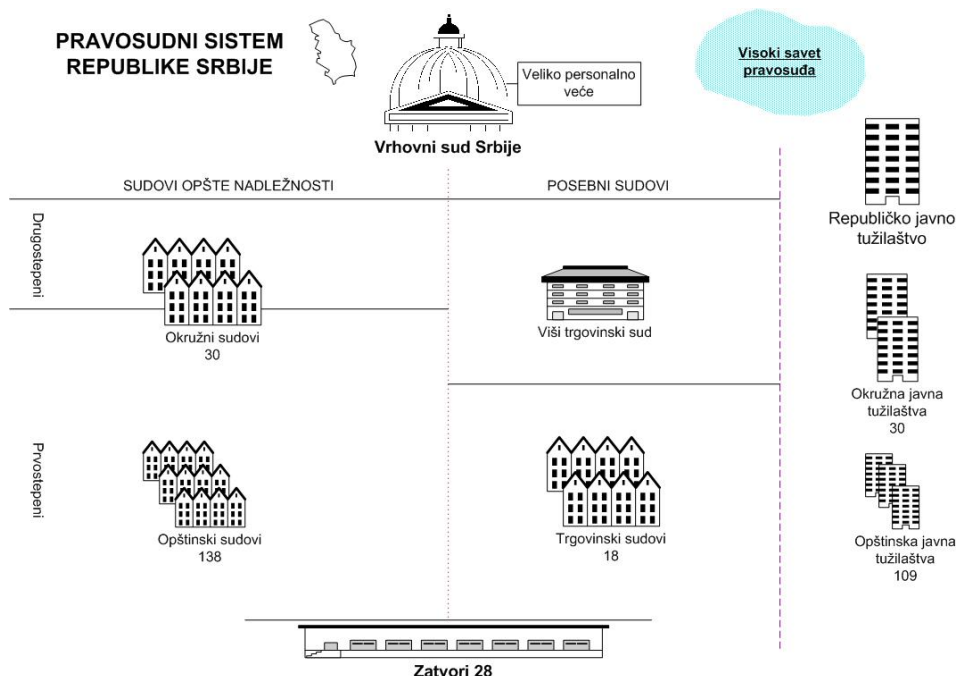 PRAVOSUDNI SISTEM
REPUBLIKE SRBIJE
Veliko personalno
veće
Visoki savet
pravosuđa
Vrhovni sud Srbije
SUDOVI OPŠTE NADLEŽNOSTI
POSEBNI SUDOVI
Republičko javno
tužilaštvo
Drugostepeni
Okružni sudovi
30
Viši trgovinski sud
Okružna javna
tužilaštva
30
Prvostepeni
Opštinski sudovi
138
Trgovinski sudovi
18
Opštinska javna
tužilaštva
109
Zatvori 28